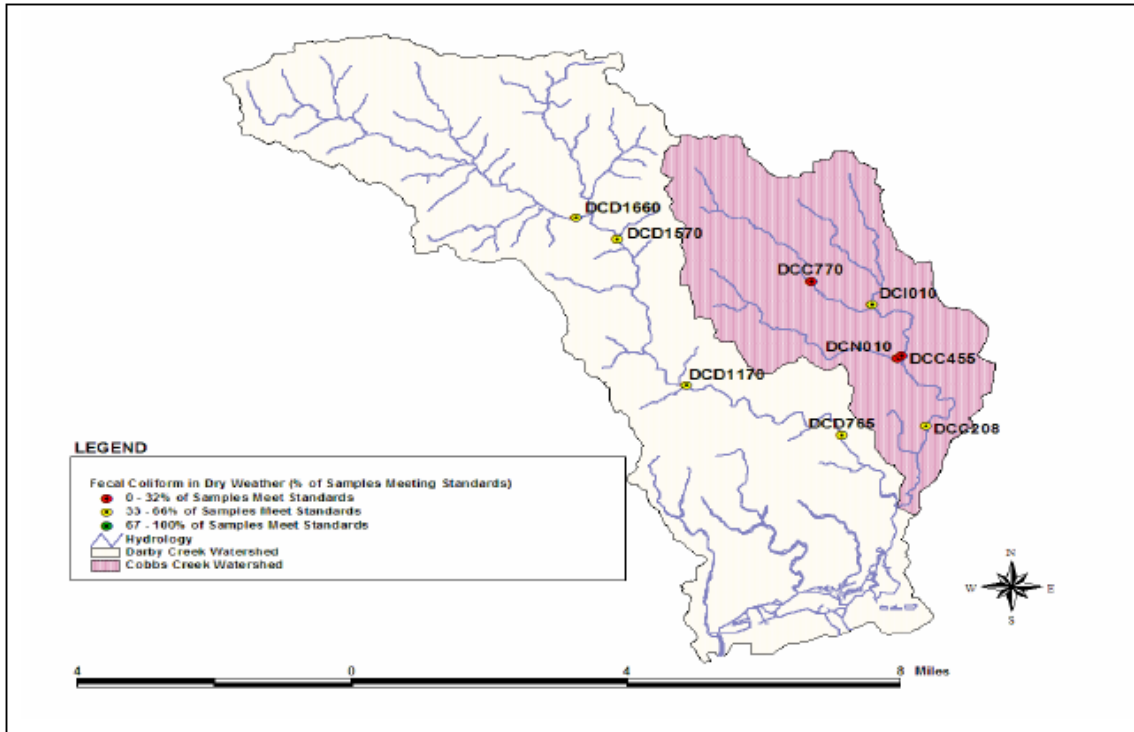 DCD1660
DCD1570
DCC770
DCI010
DCN010
DCC455
DCD1170
DCD765
DCC208
LEGEND
Fecal Coliform in Dry Weather (% of Samples Meeting Standards)
0 - 32% of Samples Meet Standards
33 - 66% of Samples Meet Standards
67 - 100% of Samples Meet Standards
Hydrology
Darby Creek Watershed
Cobbs Creek Watershed
N
W
E
S
4
0
4
8 Miles